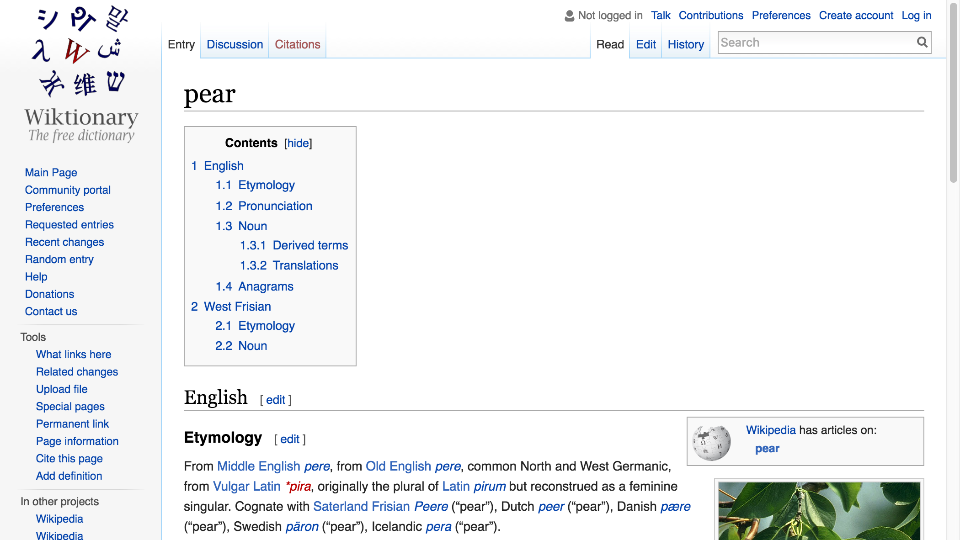 Not logged in Talk Contributions Preferences Create account Log in
Entry Discussion Citations Read Edit History Search
维
Wiktionary
The free dictionary
Main Page
Community portal
Preferences
Requested entries
Recent changes
Random entry
Help
Donations
Contact us
Tools
What links here
Related changes
Upload file
Special pages
Permanent link
Page information
Cite this page
Add definition
In other projects
Wikipedia
Wikipedia
pear
Contents [hide]
1 English
1.1 Etymology
1.2 Pronunciation
1.3 Noun
1.3.1 Derived terms
1.3.2 Translations
1.4 Anagrams
2 West Frisian
2.1 Etymology
2.2 Noun
English [ edit ]
Wikipedia has articles on:
pear
Etymology [ edit ]
From Middle English pere, from Old English pere, common North and West Germanic,
from Vulgar Latin *pira, originally the plural of Latin pirum but reconstrued as a feminine
singular. Cognate with Saterland Frisian Peere (“pear”), Dutch peer (“pear”), Danish pære
(“pear”), Swedish päron (“pear”), Icelandic pera (“pear”).